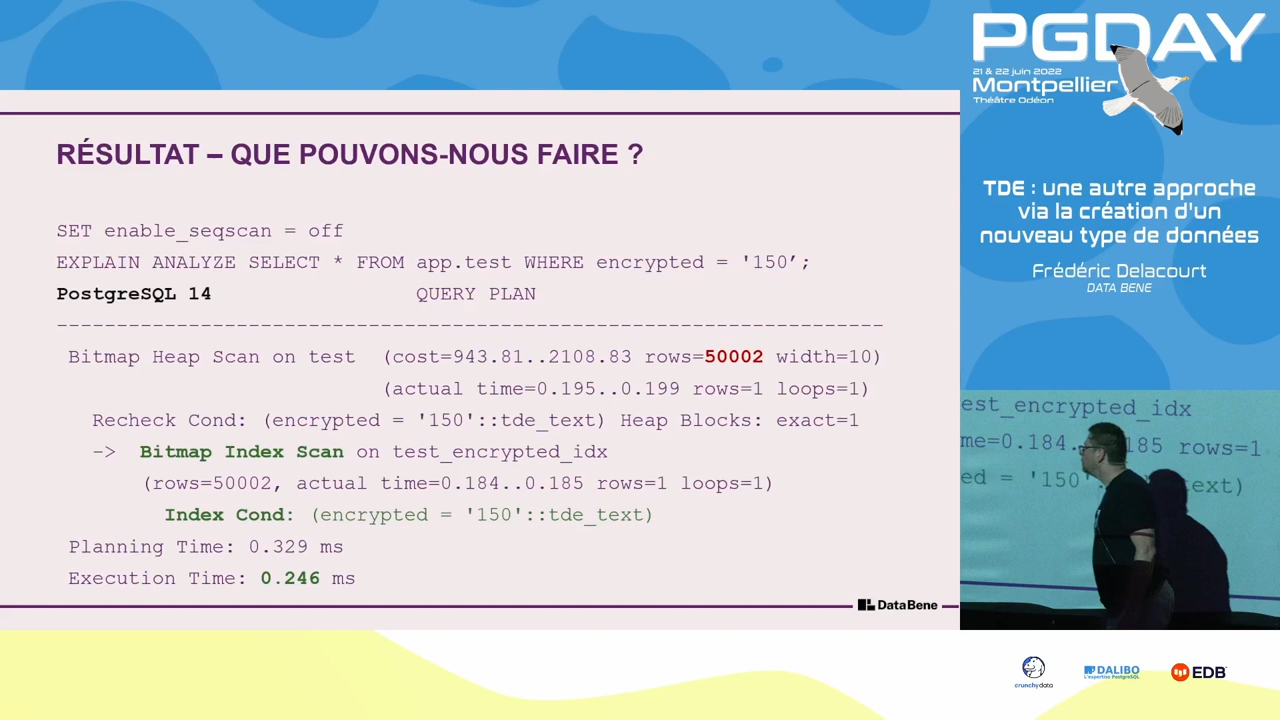 RÉSULTAT – QUE POUVONS-NOUS FAIRE ?
SET enable_seqscan = off
EXPLAIN ANALYZE SELECT * FROM app.test WHERE encrypted = '150’;
PostgreSQL 14 QUERY PLAN
---------------------------------------------------------------------
Bitmap Heap Scan on test (cost=943.81..2108.83 rows=50002 width=10)
(actual time=0.195..0.199 rows=1 loops=1)
Recheck Cond: (encrypted = '150'::tde_text) Heap Blocks: exact=1
-> Bitmap Index Scan on test_encrypted_idx
(rows=50002, actual time=0.184..0.185 rows=1 loops=1)
Index Cond: (encrypted = '150'::tde_text)
Planning Time: 0.329 ms
Execution Time: 0.246 ms
DataBene
PGDAY
21 & 22 juin 2022
Montpellier
Théâtre Odéon
TDE : une autre approche
via la création d'un
nouveau type de données
Frédéric Delacourt
DATA BENE
est_encrypted_idx
me=0.184. 185 rows=1
ed = '150' ext)
crunchydata
DALIBO
L'expertise PostgreSQL
EDB